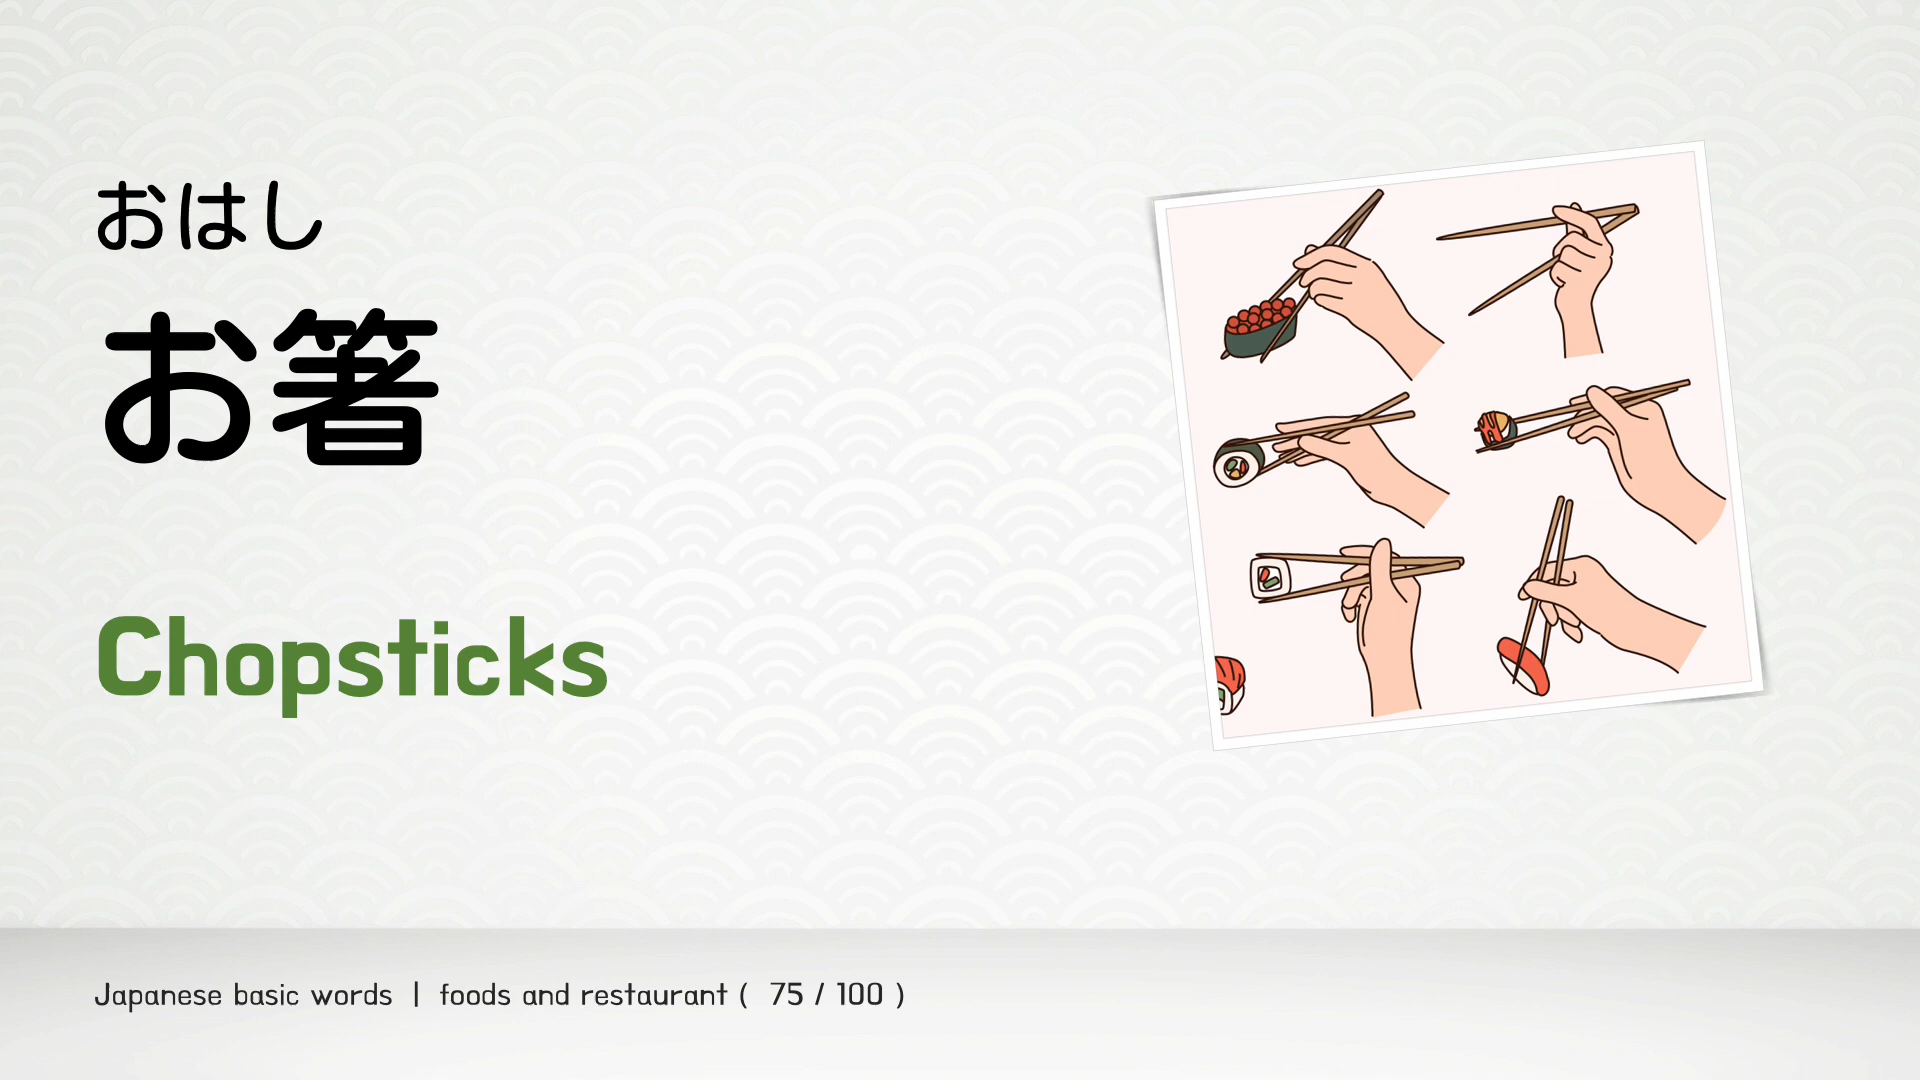 おはし
お箸
Chopsticks
Japanese basic words | foods and restaurant ( 75 / 100 )